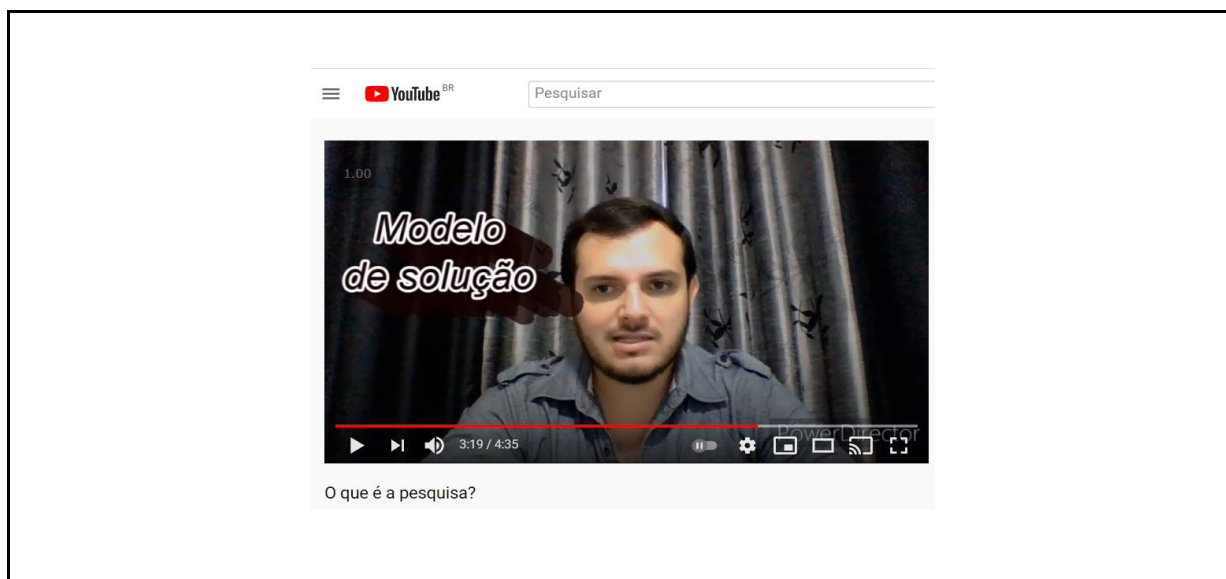 YouTube BR
Pesquisar
1.00
Modelo
de solução
PowerDirector
3:19 / 4:35
O que é a pesquisa?